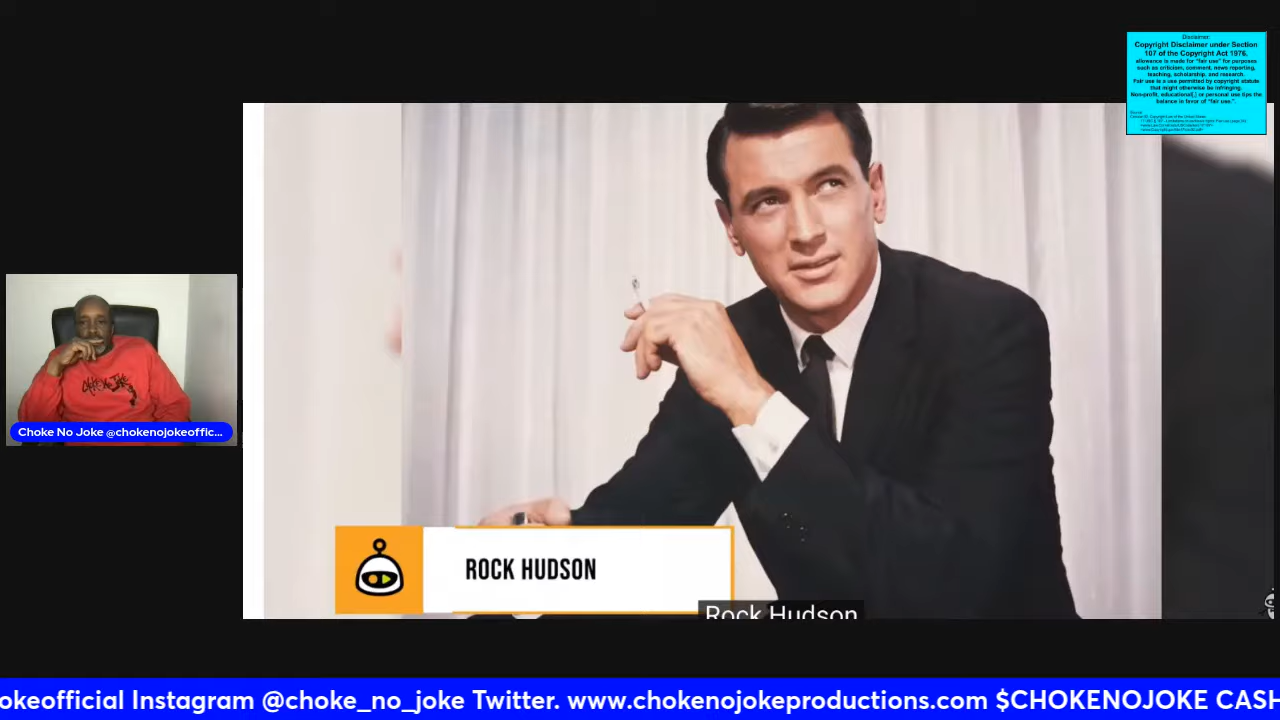 Disclaimer:
Copyright Disclaimer under Section
107 of the Copyright Act 1976,
allowance is made for "fair use" for purposes
such as criticism, comment, news reporting,
teaching, scholarship, and research.
Fair use is a use permitted by copyright statute
that might otherwise be infringing.
Non-profit, educational[,] or personal use tips the
balance in favor of "fair use.".
Choke No Joke @chokenojokeoffic...
ROCK HUDSON
Rock Hudson
okeofficial Instagram @choke_no_joke Twitter. www.chokenojokeproductions.com $CHOKENOJOKE CASH